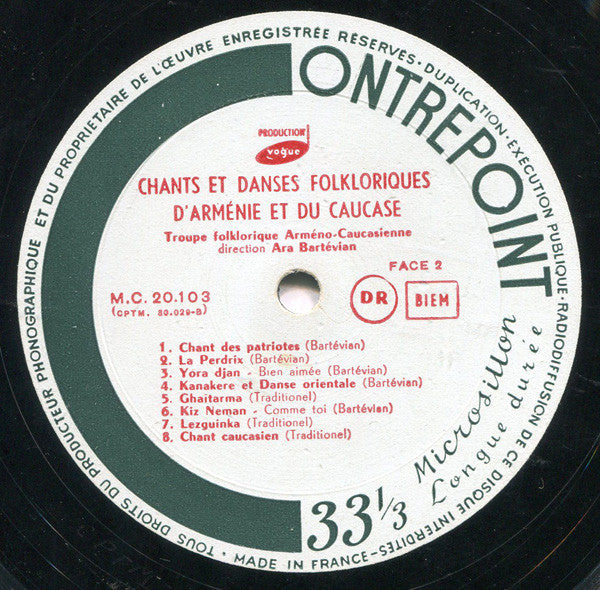 TOUS DROITS DU PRODUCTEUR PHONOGRAPHIQUE ET DU PROPRIÉTAIRE DE L'ŒUVRE ENREGISTRÉE RÉSERVÉS · DUPLICATION · EXÉCUTION PUBLIQUE · RADIODIFFUSION DE CE DISQUE INTERDITES · MADE IN FRANCE -
CONTREPOINT
PRODUCTION
vogue
CHANTS ET DANSES FOLKLORIQUES
D'ARMÉNIE ET DU CAUCASE
Troupe folklorique Arméno-Caucasienne
direction Ara Bartévian
FACE 2
M.C. 20.103
(CPTM. 80.029-B)
DR
BIEM
1. Chant des patriotes (Bartévian)
2. La Perdrix (Bartévian)
3. Yora djan - Bien aimée (Bartévian)
4. Kanakere et Danse orientale (Bartévian)
5. Ghaitarma (Traditionel)
6. Kiz Neman - Comme toi (Bartévian)
7. Lezguinka (Traditionel)
8. Chant caucasien (Traditionel)
Microsillon
Longue durée
33 1/3